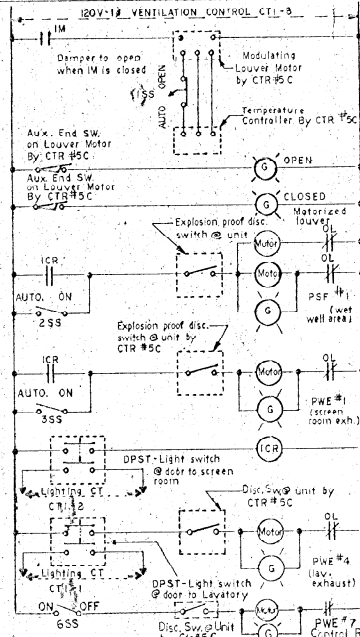 120V-1Ø VENTILATION CONTROL CT1-3
1M
Damper to open
when 1M is closed
OPEN
1SS
AUTO
Modulating
Louver Motor
by CTR #5C
Temperature
Controller By CTR #5C
Aux. End SW.
on Louver Motor
By CTR #5C
G
OPEN
Aux. End SW.
on Louver Motor
By CTR #5C
G
CLOSED
Motorized
louver
Explosion proof disc.
switch @ unit
Motor
OL
1CR
Motor
OL
AUTO. ON
2SS
G
PSF #1
(wet
well area)
Explosion proof disc.
switch @ unit by
CTR #5C
1CR
Motor
OL
AUTO. ON
3SS
G
PWE #1
(screen
room exh.)
1CR
DPST-Light switch
@ door to screen
room
Lighting CT
Disc. Sw @ unit by
CTR #5C
Motor
OL
G
PWE #4
(lav.
exhaust)
Lighting CT
DPST-Light switch
@ door to Lavatory
ON OFF
6SS
Disc. Sw. @ Unit
Motor
PWE #7
G